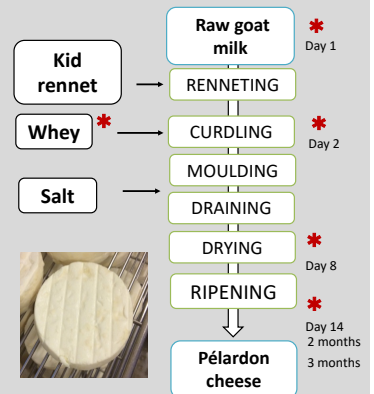 Raw goat
milk
*
Day 1
Kid
rennet
RENNETING
Whey *
CURDLING
*
Day 2
MOULDING
Salt
DRAINING
DRYING
*
Day 8
RIPENING
*
Day 14
2 months
3 months
Pélardon
cheese